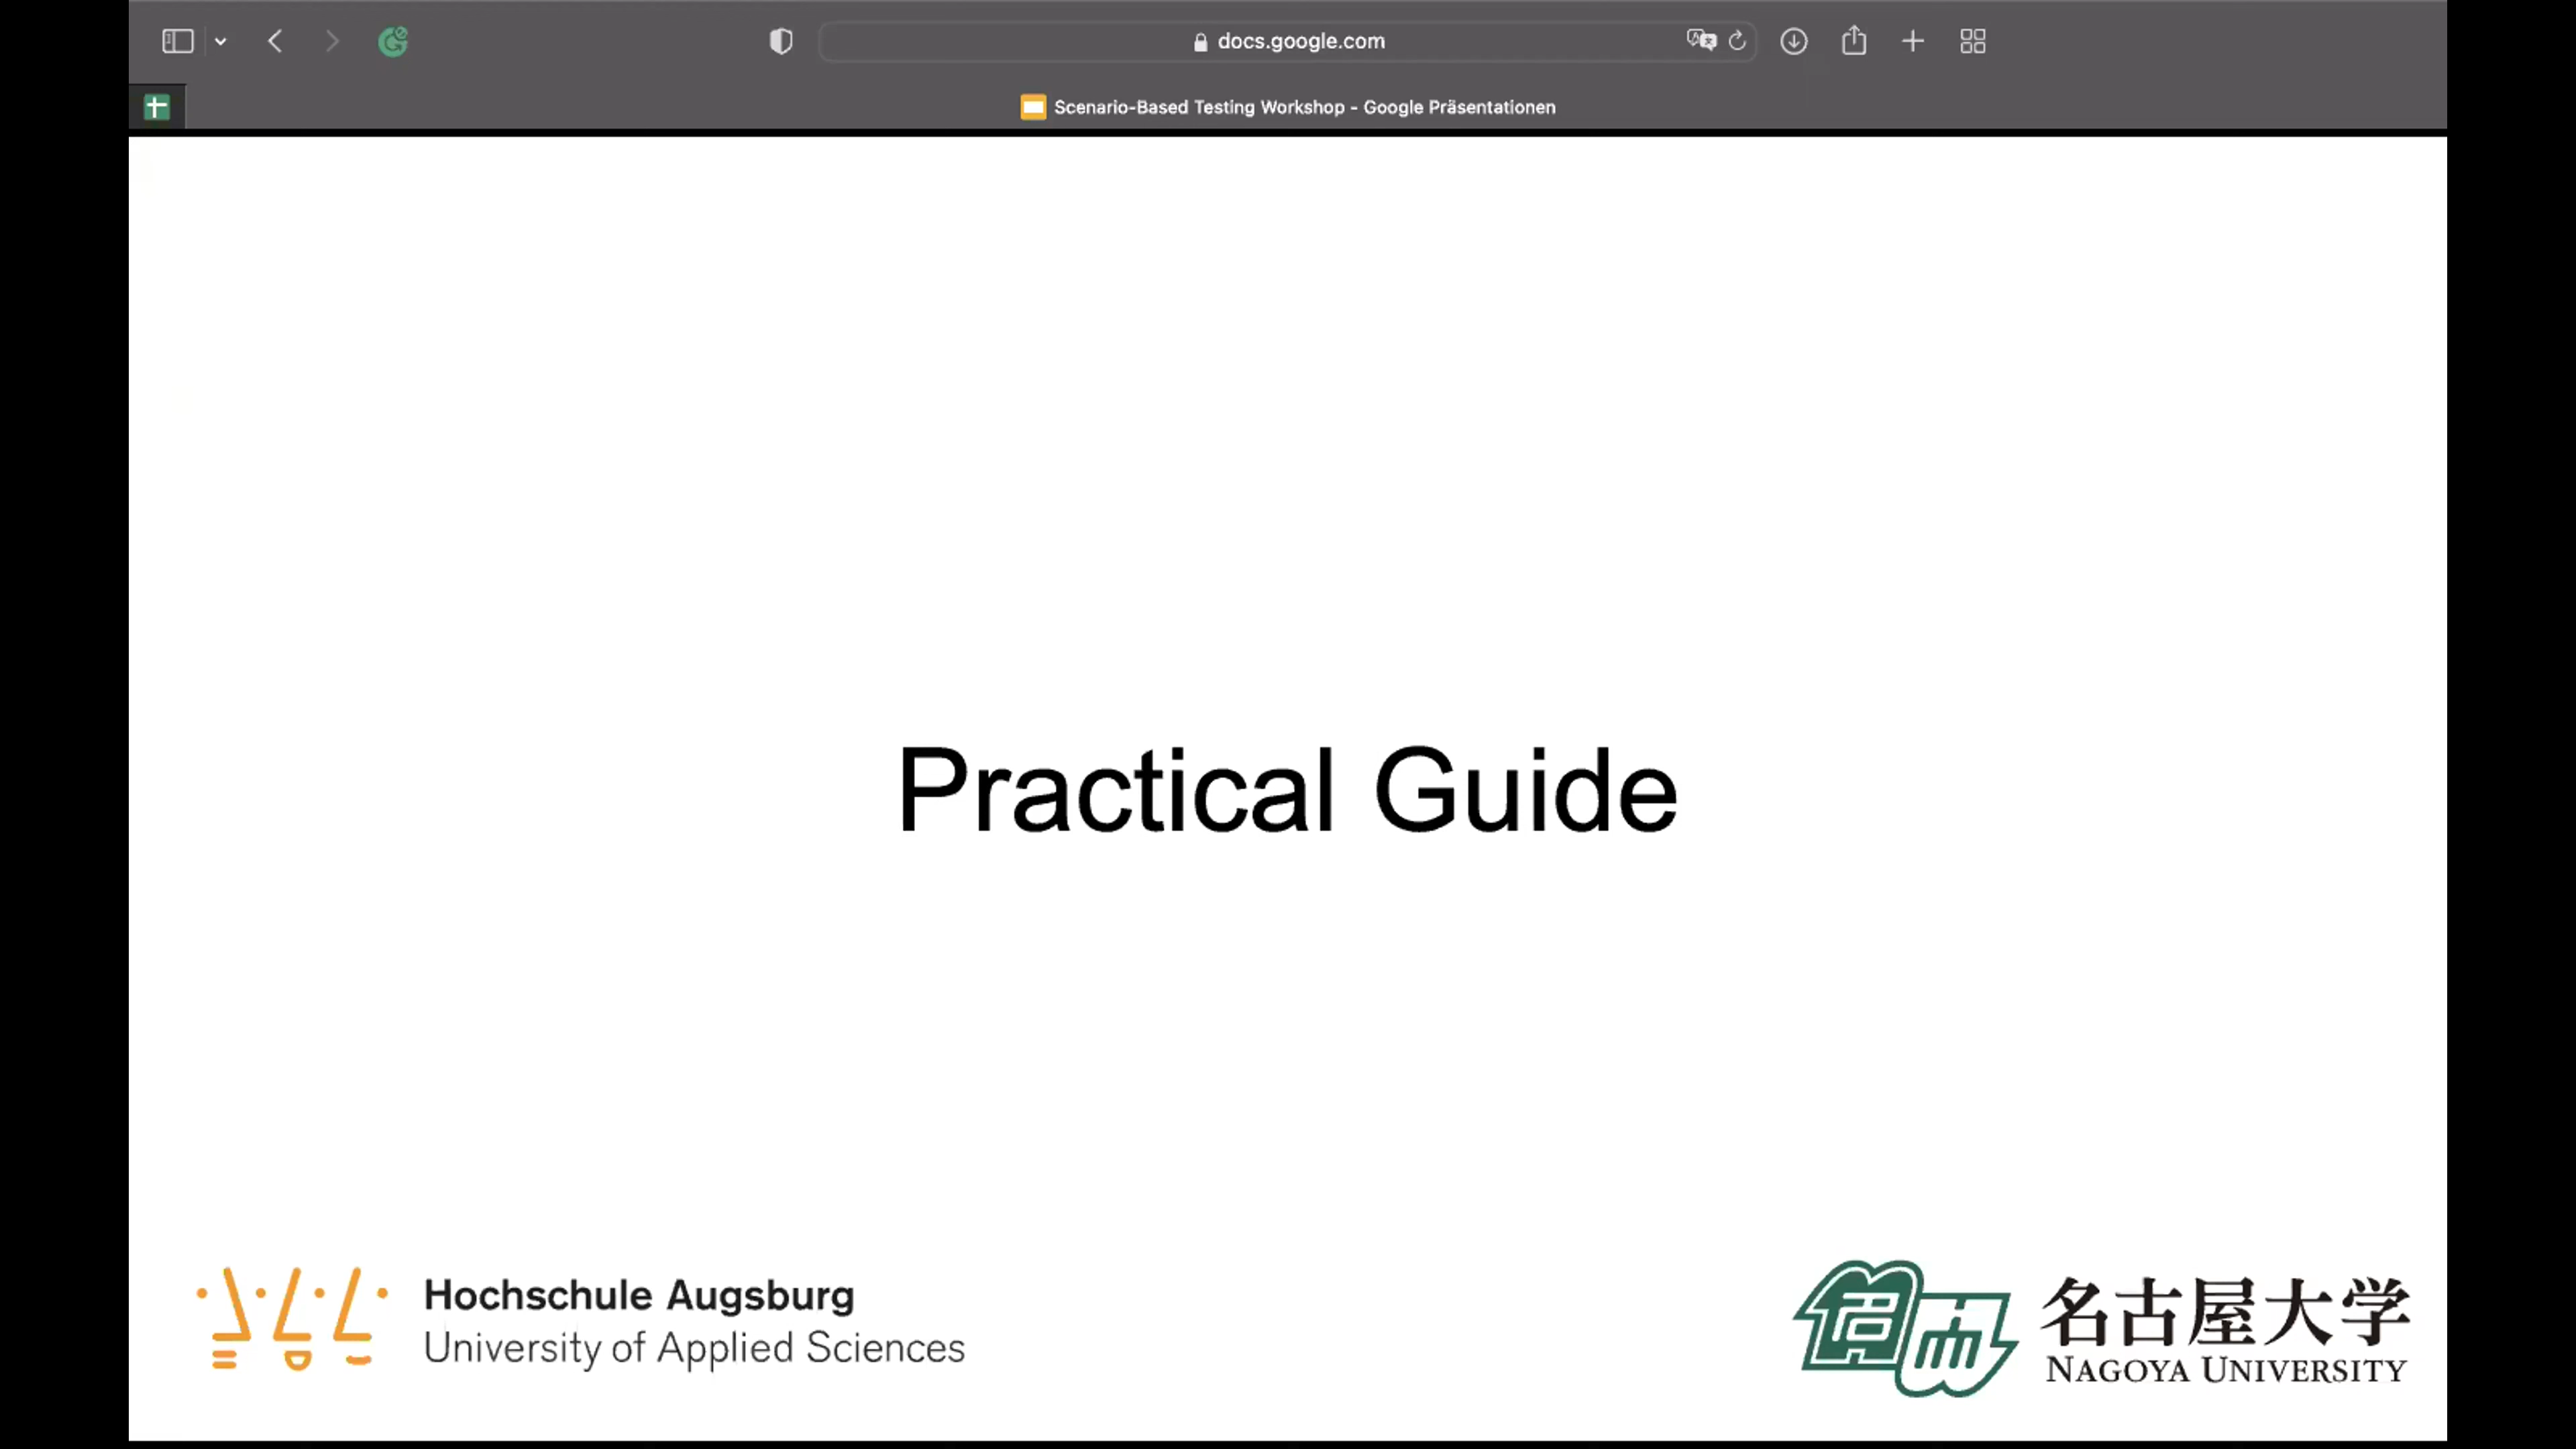 docs.google.com
Scenario-Based Testing Workshop - Google Präsentationen
Practical Guide
Hochschule Augsburg
University of Applied Sciences
名古屋大学
NAGOYA UNIVERSITY